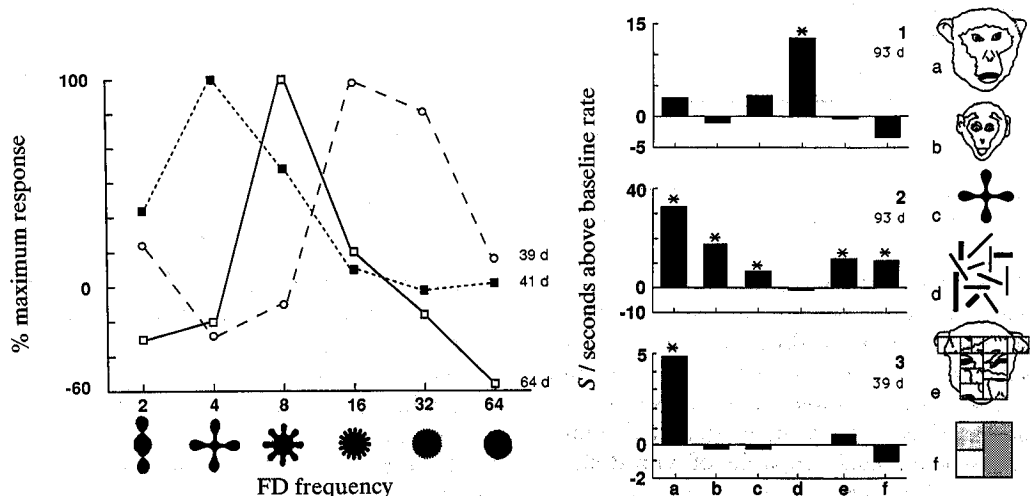 % maximum response
100
0
-60
39 d
41 d
64 d
2 4 8 16 32 64
FD frequency
S / seconds above baseline rate
15
0
-5
*
1
93 d
40
0
-10
* * * * *
2
93 d
5
0
-2
*
3
39 d
a b c d e f
a
b
c
d
e
f